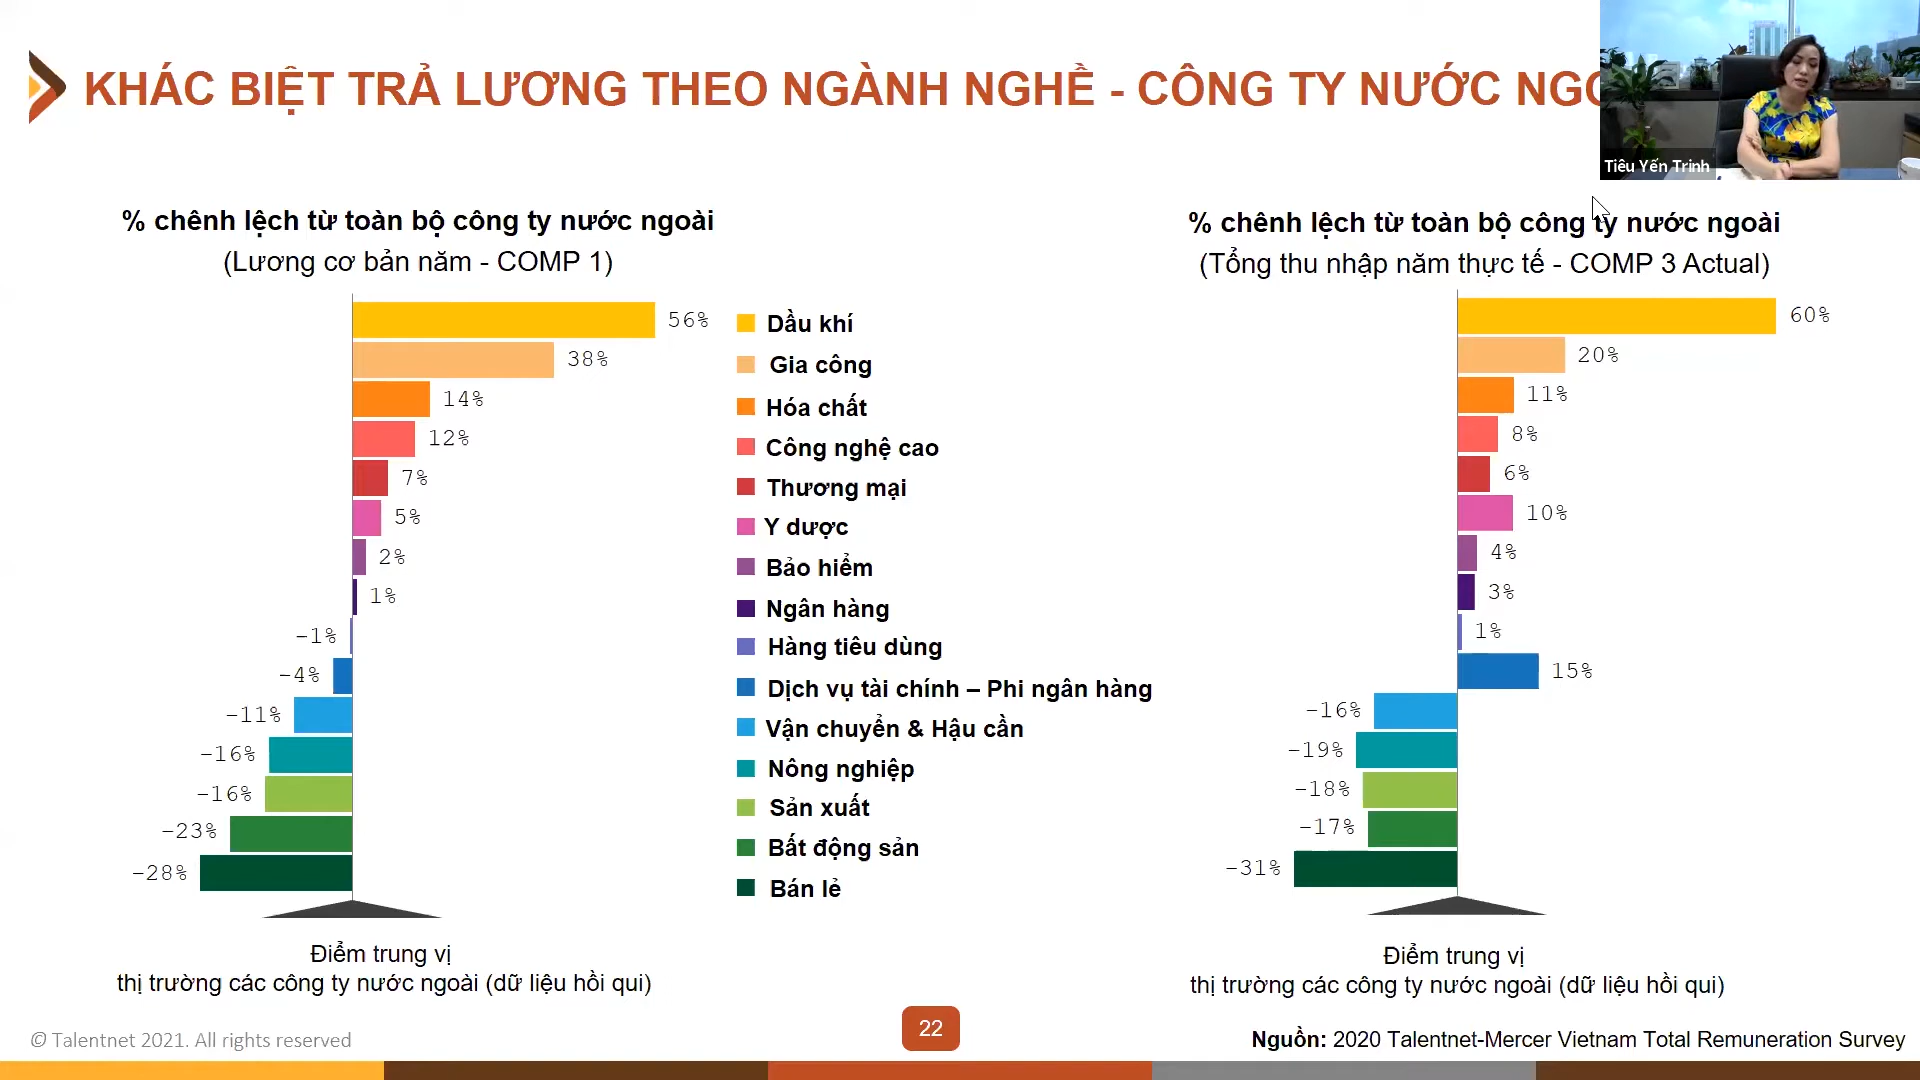 KHÁC BIỆT TRẢ LƯƠNG THEO NGÀNH NGHỀ - CÔNG TY NƯỚC
Tiêu Yến Trinh
% chênh lệch từ toàn bộ công ty nước ngoài
(Lương cơ bản năm - COMP 1)
56%
38%
14%
12%
7%
5%
2%
1%
-1%
-4%
-11%
-16%
-16%
-23%
-28%
Điểm trung vị
thị trường các công ty nước ngoài (dữ liệu hồi qui)
Dầu khí
Gia công
Hóa chất
Công nghệ cao
Thương mại
Y dược
Bảo hiểm
Ngân hàng
Hàng tiêu dùng
Dịch vụ tài chính – Phi ngân hàng
Vận chuyển & Hậu cần
Nông nghiệp
Sản xuất
Bất động sản
Bán lẻ
% chênh lệch từ toàn bộ công ty nước ngoài
(Tổng thu nhập năm thực tế - COMP 3 Actual)
60%
20%
11%
8%
6%
10%
4%
3%
1%
15%
-16%
-19%
-18%
-17%
-31%
Điểm trung vị
thị trường các công ty nước ngoài (dữ liệu hồi qui)
© Talentnet 2021. All rights reserved
22
Nguồn: 2020 Talentnet-Mercer Vietnam Total Remuneration Survey